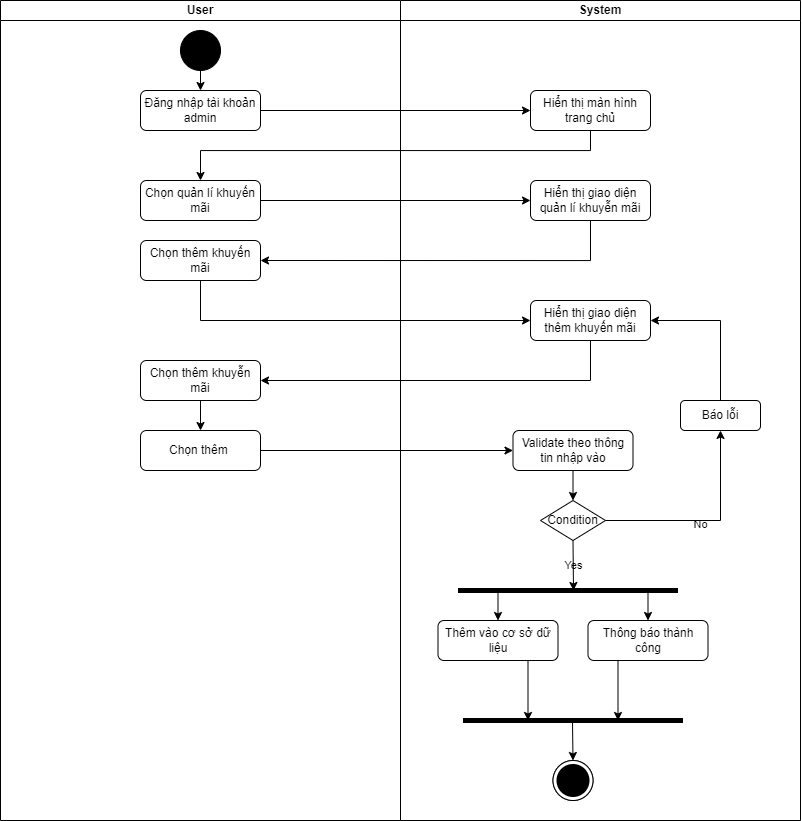 User
System
Đăng nhập tài khoản
admin
Hiển thị màn hình
trang chủ
Chọn quản lí khuyến
mãi
Hiển thị giao diện
quản lí khuyễn mãi
Chọn thêm khuyến
mãi
Hiển thị giao diện
thêm khuyến mãi
Chọn thêm khuyễn
mãi
Báo lỗi
Chọn thêm
Validate theo thông
tin nhập vào
Condition
No
Yes
Thêm vào cơ sở dữ
liệu
Thông báo thành
công